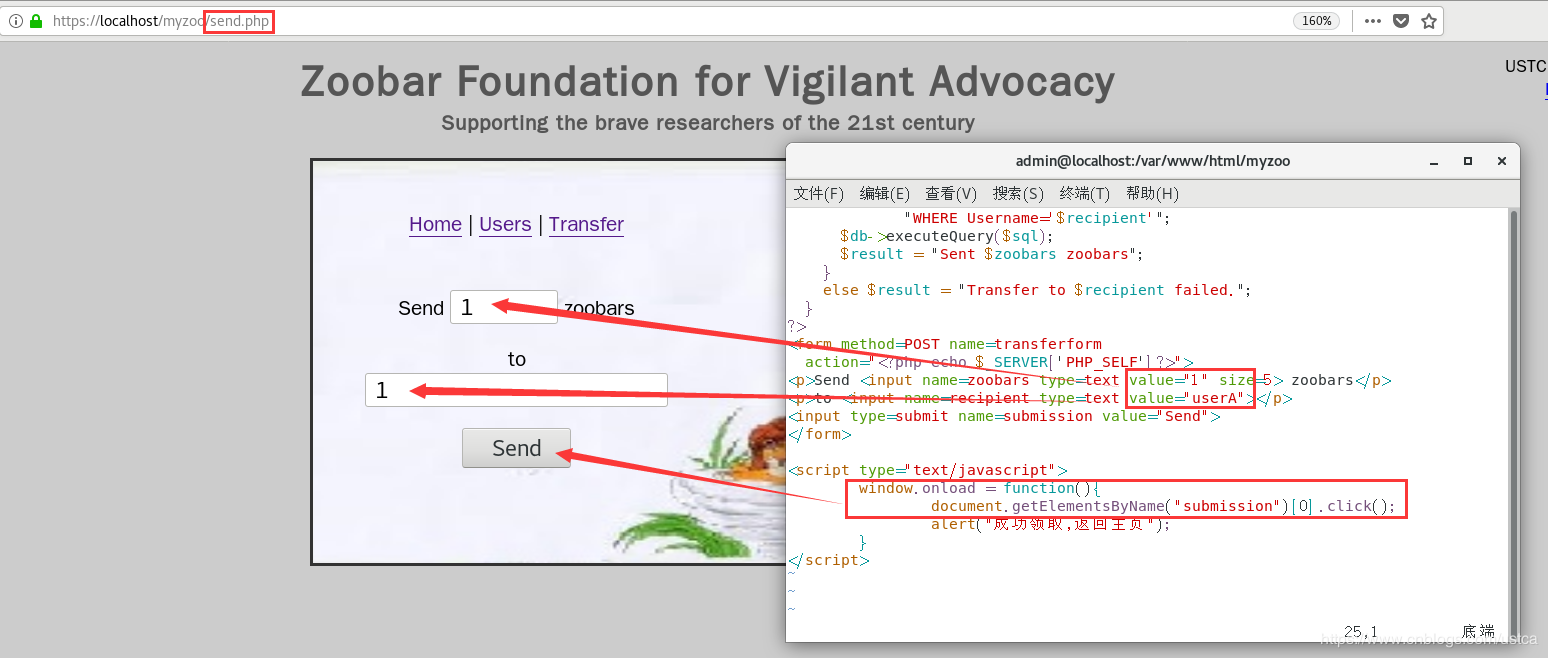 https://localhost/myzoo/send.php
160%
Zoobar Foundation for Vigilant Advocacy
Supporting the brave researchers of the 21st century
USTC
Home | Users | Transfer
Send 1 zoobars
to
1
Send
admin@localhost:/var/www/html/myzoo
文件(F) 编辑(E) 查看(V) 搜索(S) 终端(T) 帮助(H)
"WHERE Username='$recipient'";
$db->executeQuery($sql);
$result = "Sent $zoobars zoobars";
}
else $result = "Transfer to $recipient failed.";
}
?>
<form method=POST name=transferform
action="<?php echo $_SERVER['PHP_SELF']?>">
<p>Send <input name=zoobars type=text value="1" size=5> zoobars</p>
<p>to <input name=recipient type=text value="userA"></p>
<input type=submit name=submission value="Send">
</form>
<script type="text/javascript">
window.onload = function(){
document.getElementsByName("submission")[0].click();
alert("成功领取,返回主页");
}
</script>
~
~
~
25,1 底端
https://www.cnblogs.com/ustca